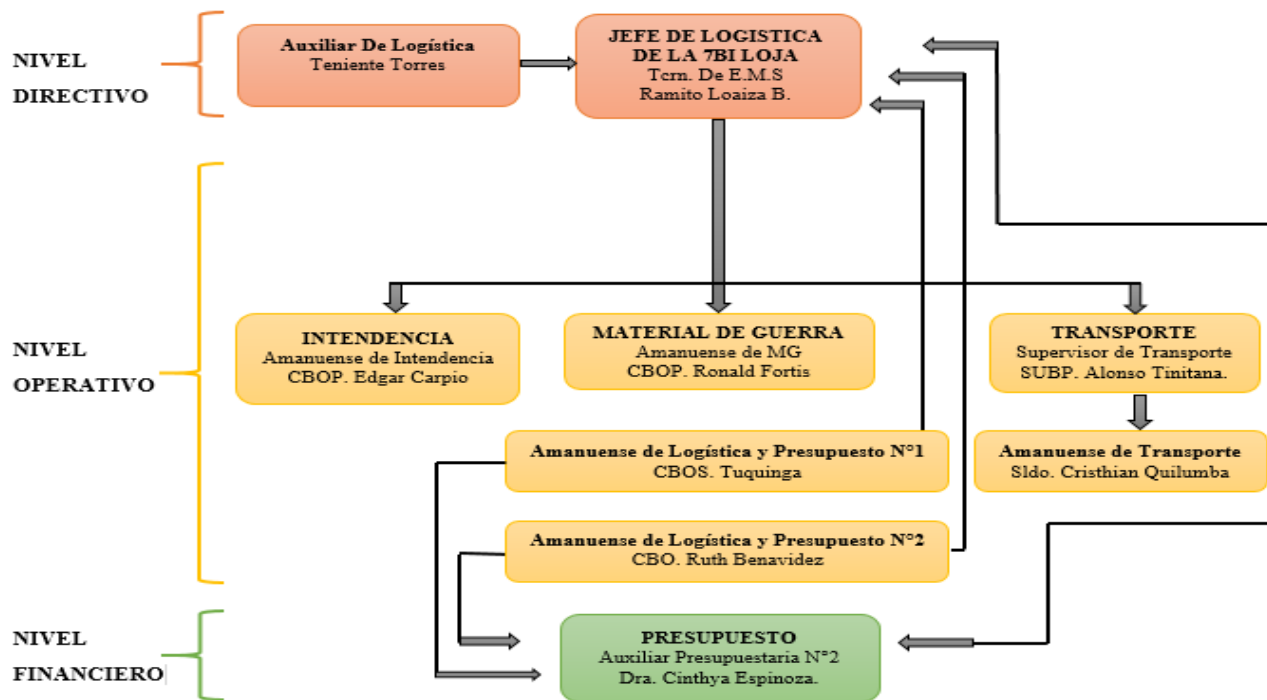 NIVEL
DIRECTIVO
Auxiliar De Logística
Teniente Torres
JEFE DE LOGISTICA
DE LA 7BI LOJA
Tcrn. De E.M.S
Ramito Loaiza B.
NIVEL
OPERATIVO
INTENDENCIA
Amanuense de Intendencia
CBOP. Edgar Carpio
MATERIAL DE GUERRA
Amanuense de MG
CBOP. Ronald Fortis
TRANSPORTE
Supervisor de Transporte
SUBP. Alonso Tinitana.
Amanuense de Logística y Presupuesto N°1
CBOS. Tuquinga
Amanuense de Transporte
Sldo. Cristhian Quilumba
Amanuense de Logística y Presupuesto N°2
CBO. Ruth Benavidez
NIVEL
FINANCIERO
PRESUPUESTO
Auxiliar Presupuestaria N°2
Dra. Cinthya Espinoza.